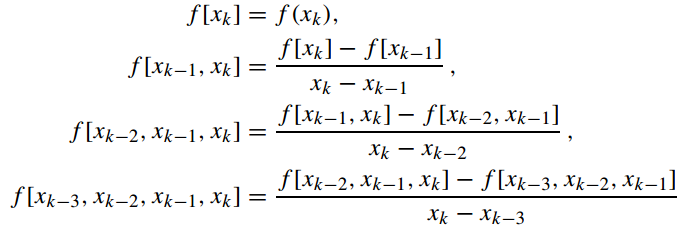 f[x_k] = f(x_k),
f[x_{k−1}, x_k] = \frac{f[x_k] − f[x_{k−1}]}{x_k − x_{k−1}},
f[x_{k−2}, x_{k−1}, x_k] = \frac{f[x_{k−1}, x_k] − f[x_{k−2}, x_{k−1}]}{x_k − x_{k−2}},
f[x_{k−3}, x_{k−2}, x_{k−1}, x_k] = \frac{f[x_{k−2}, x_{k−1}, x_k] − f[x_{k−3}, x_{k−2}, x_{k−1}]}{x_k − x_{k−3}}